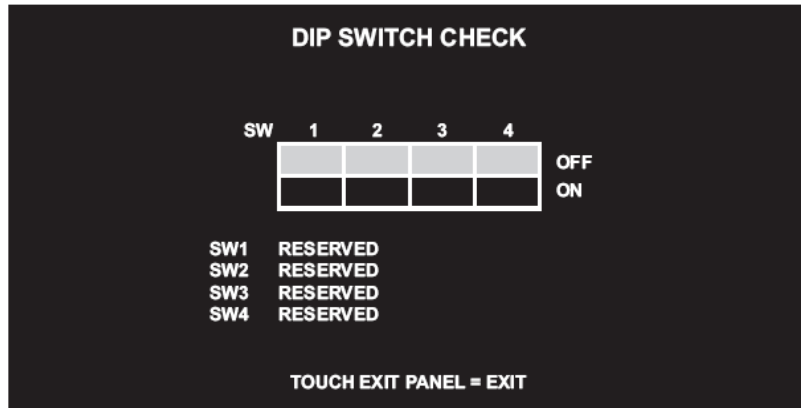 DIP SWITCH CHECK
SW 1 2 3 4
OFF
ON
SW1 RESERVED
SW2 RESERVED
SW3 RESERVED
SW4 RESERVED
TOUCH EXIT PANEL = EXIT